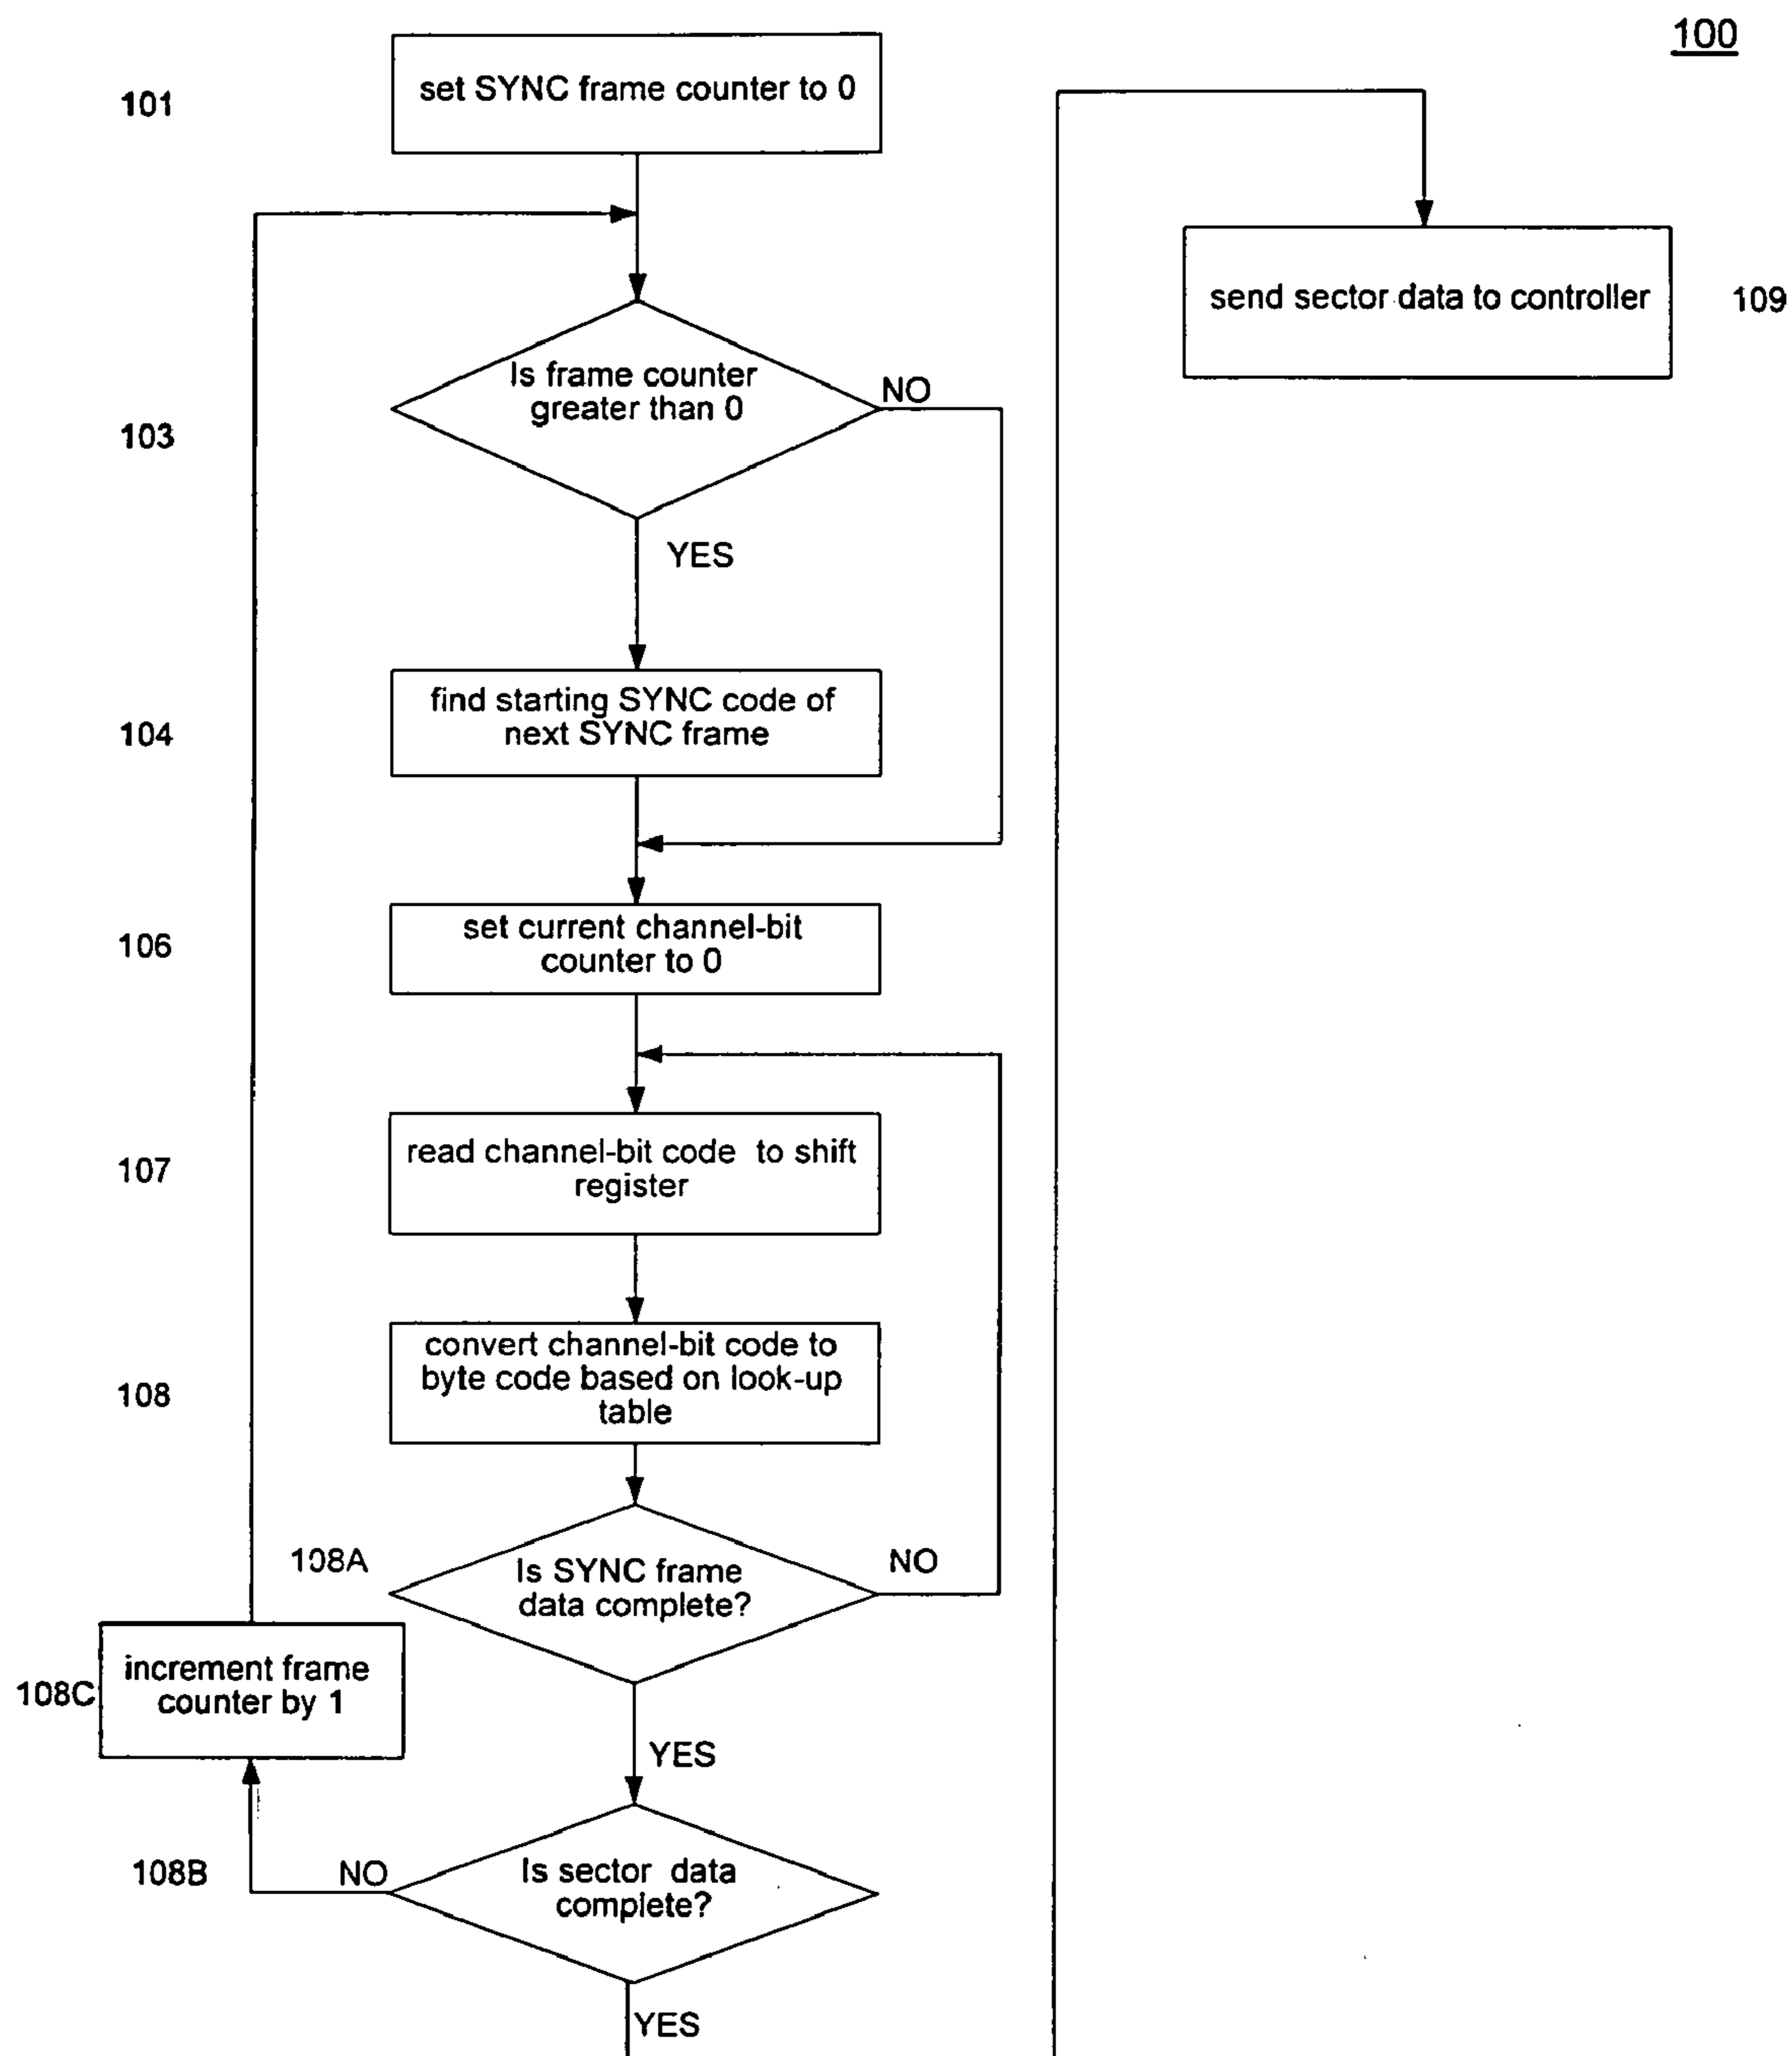 100
101
set SYNC frame counter to 0
103
Is frame counter
greater than 0
NO
YES
104
find starting SYNC code of
next SYNC frame
106
set current channel-bit
counter to 0
107
read channel-bit code to shift
register
108
convert channel-bit code to
byte code based on look-up
table
108A
Is SYNC frame
data complete?
NO
YES
108C
increment frame
counter by 1
108B
NO
Is sector data
complete?
YES
send sector data to controller
109